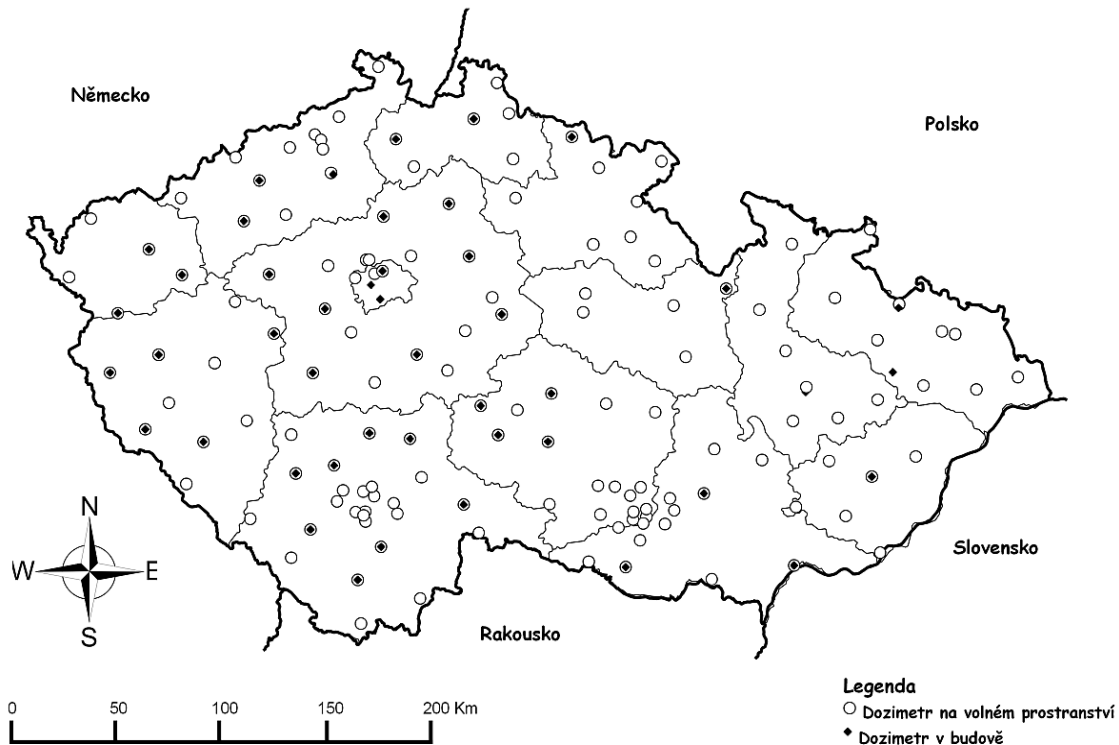 Německo
Polsko
N
W E
S
Slovensko
Rakousko
0 50 100 150 200 Km
Legenda
Dozimetr na volném prostranství
Dozimetr v budově